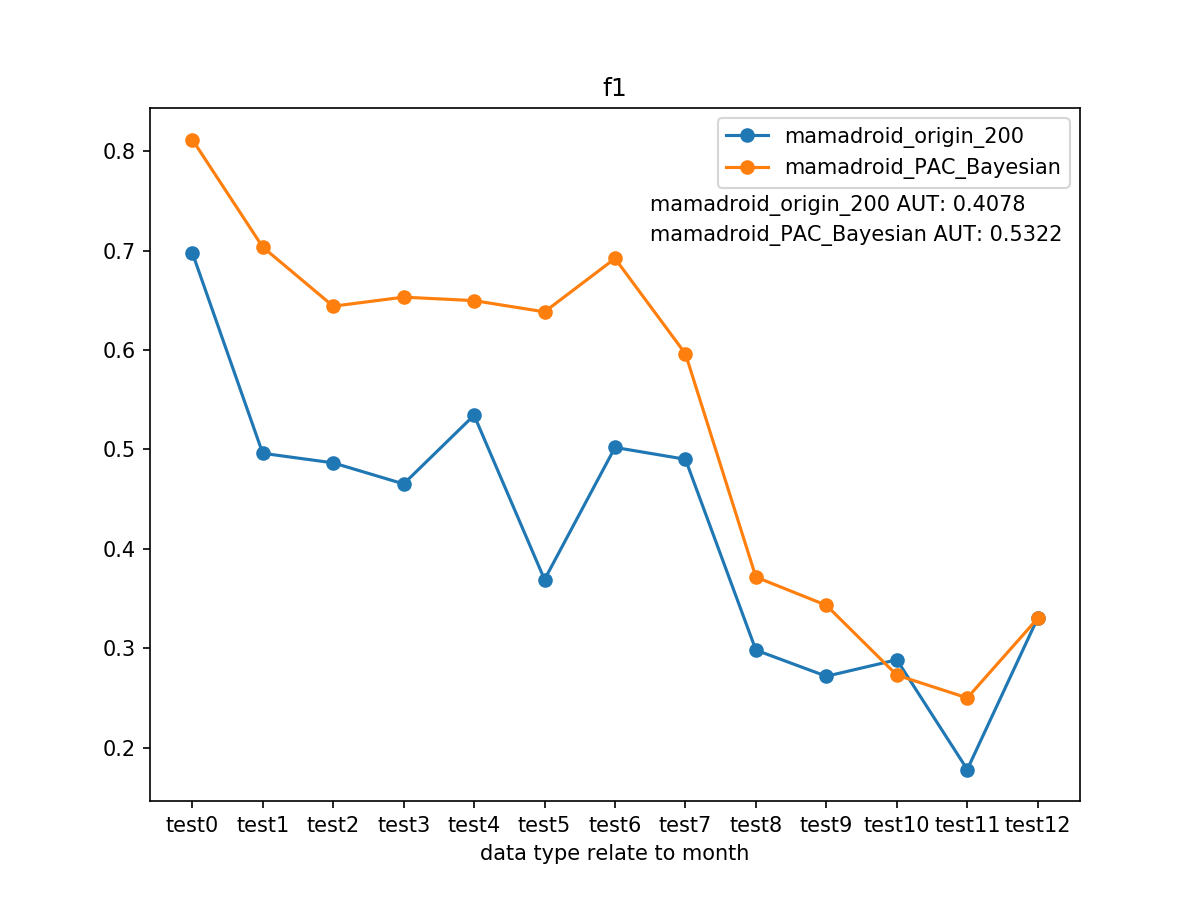 f1
mamadroid_origin_200
mamadroid_PAC_Bayesian
mamadroid_origin_200 AUT: 0.4078
mamadroid_PAC_Bayesian AUT: 0.5322
0.8
0.7
0.6
0.5
0.4
0.3
0.2
test0 test1 test2 test3 test4 test5 test6 test7 test8 test9 test10 test11 test12
data type relate to month